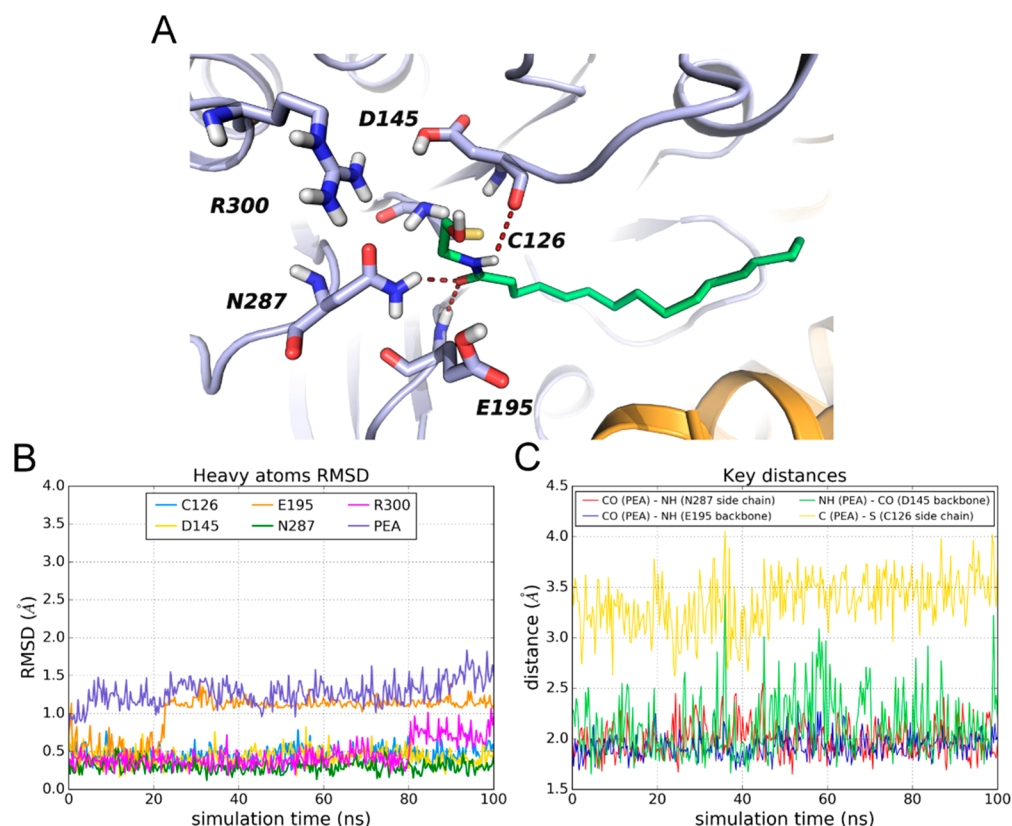 A
D145
R300
C126
N287
E195
B
Heavy atoms RMSD
C126 E195 R300
D145 N287 PEA
RMSD (Å)
4.0
3.5
3.0
2.5
2.0
1.5
1.0
0.5
0.0
0 20 40 60 80 100
simulation time (ns)
C
Key distances
CO (PEA) - NH (N287 side chain) NH (PEA) - CO (D145 backbone)
CO (PEA) - NH (E195 backbone) C (PEA) - S (C126 side chain)
distance (Å)
4.5
4.0
3.5
3.0
2.5
2.0
1.5
0 20 40 60 80 100
simulation time (ns)